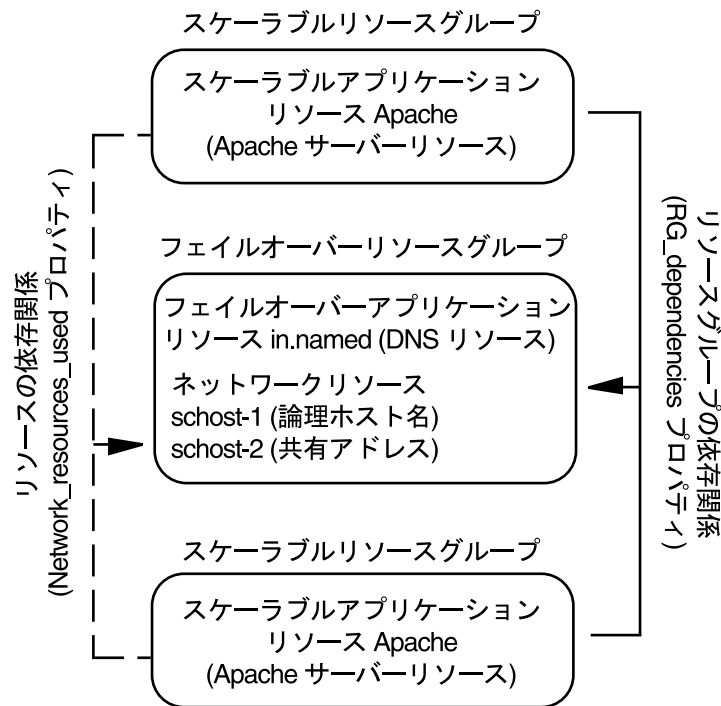 スケーラブルリソースグループ
スケーラブルアプリケーション
リソース Apache
(Apache サーバーリソース)
フェイルオーバーリソースグループ
フェイルオーバーアプリケーション
リソース in.named (DNS リソース)
ネットワークリソース
schost-1 (論理ホスト名)
schost-2 (共有アドレス)
スケーラブルリソースグループ
スケーラブルアプリケーション
リソース Apache
(Apache サーバーリソース)
リソースの依存関係
(Network_resources_used プロパティ)
リソースグループの依存関係
(RG_dependencies プロパティ)